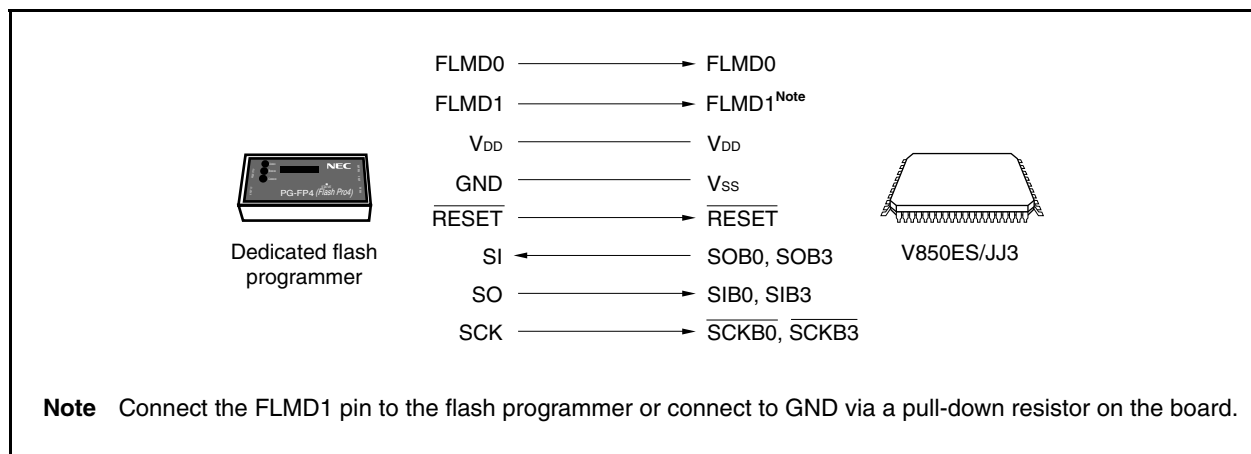 FLMD0 FLMD0
FLMD1 FLMD1Note
VDD VDD
GND VSS
RESET RESET
SI SOB0, SOB3
SO SIB0, SIB3
SCK SCKB0, SCKB3
NEC
PG-FP4 (Flash Pro4)
Dedicated flash
programmer
V850ES/JJ3
Note Connect the FLMD1 pin to the flash programmer or connect to GND via a pull-down resistor on the board.